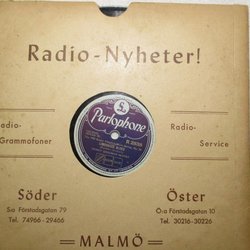 Radio-Nyheter!
Parlophone
Radio-
Grammofoner
Radio-
Service
Söder
S:a Förstadsgatan 79
Tel. 74966 - 29466
Öster
Ö:a Förstadsgatan 10
Tel. 30216-30226
MALMÖ